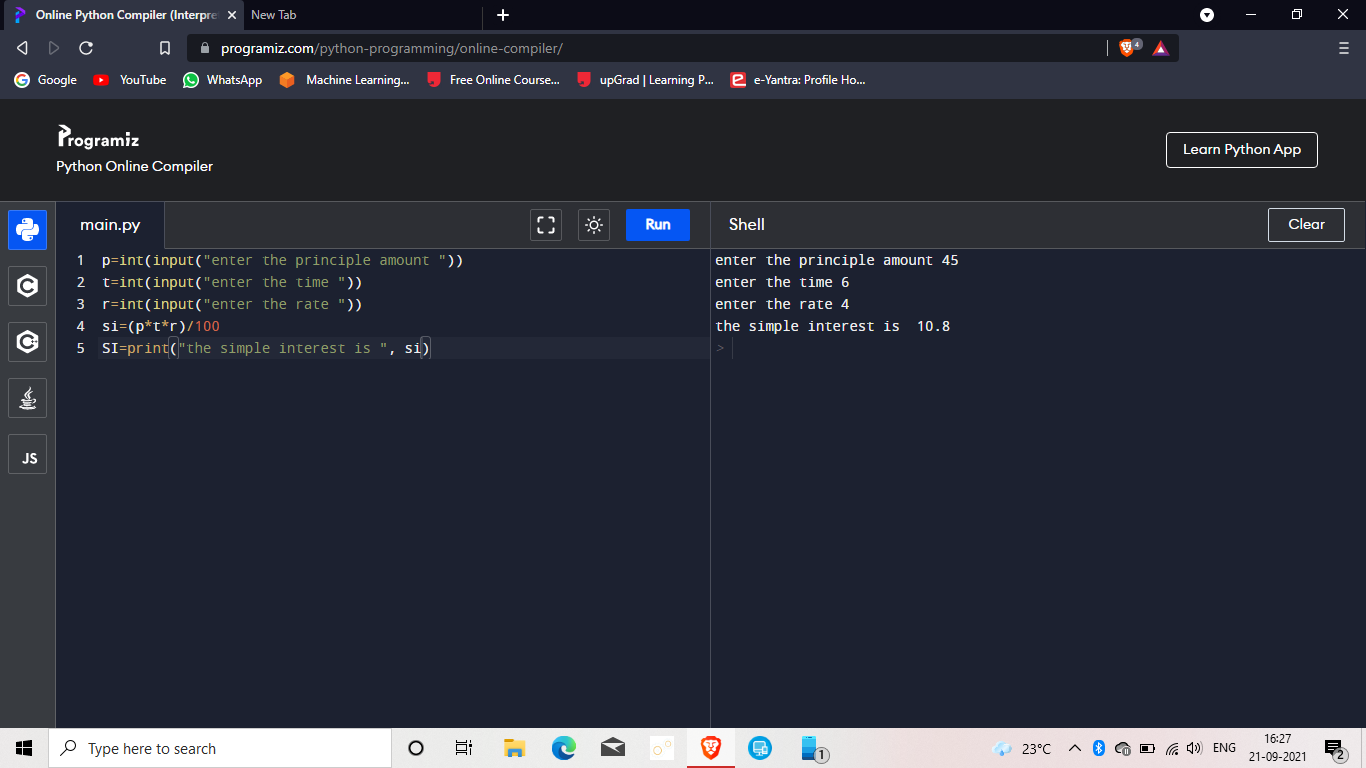 Online Python Compiler (Interpre
New Tab
programiz.com/python-programming/online-compiler/
4
Google
YouTube
WhatsApp
Machine Learning...
Free Online Course...
upGrad | Learning P...
e-Yantra: Profile Ho...
Programiz
Python Online Compiler
Learn Python App
main.py
Run
Shell
Clear
C
C++
JS
1 p=int(input("enter the principle amount "))
2 t=int(input("enter the time "))
3 r=int(input("enter the rate "))
4 si=(p*t*r)/100
5 SI=print("the simple interest is ", si)
enter the principle amount 45
enter the time 6
enter the rate 4
the simple interest is  10.8
>
Type here to search
1
23°C
ENG
16:27
21-09-2021
2